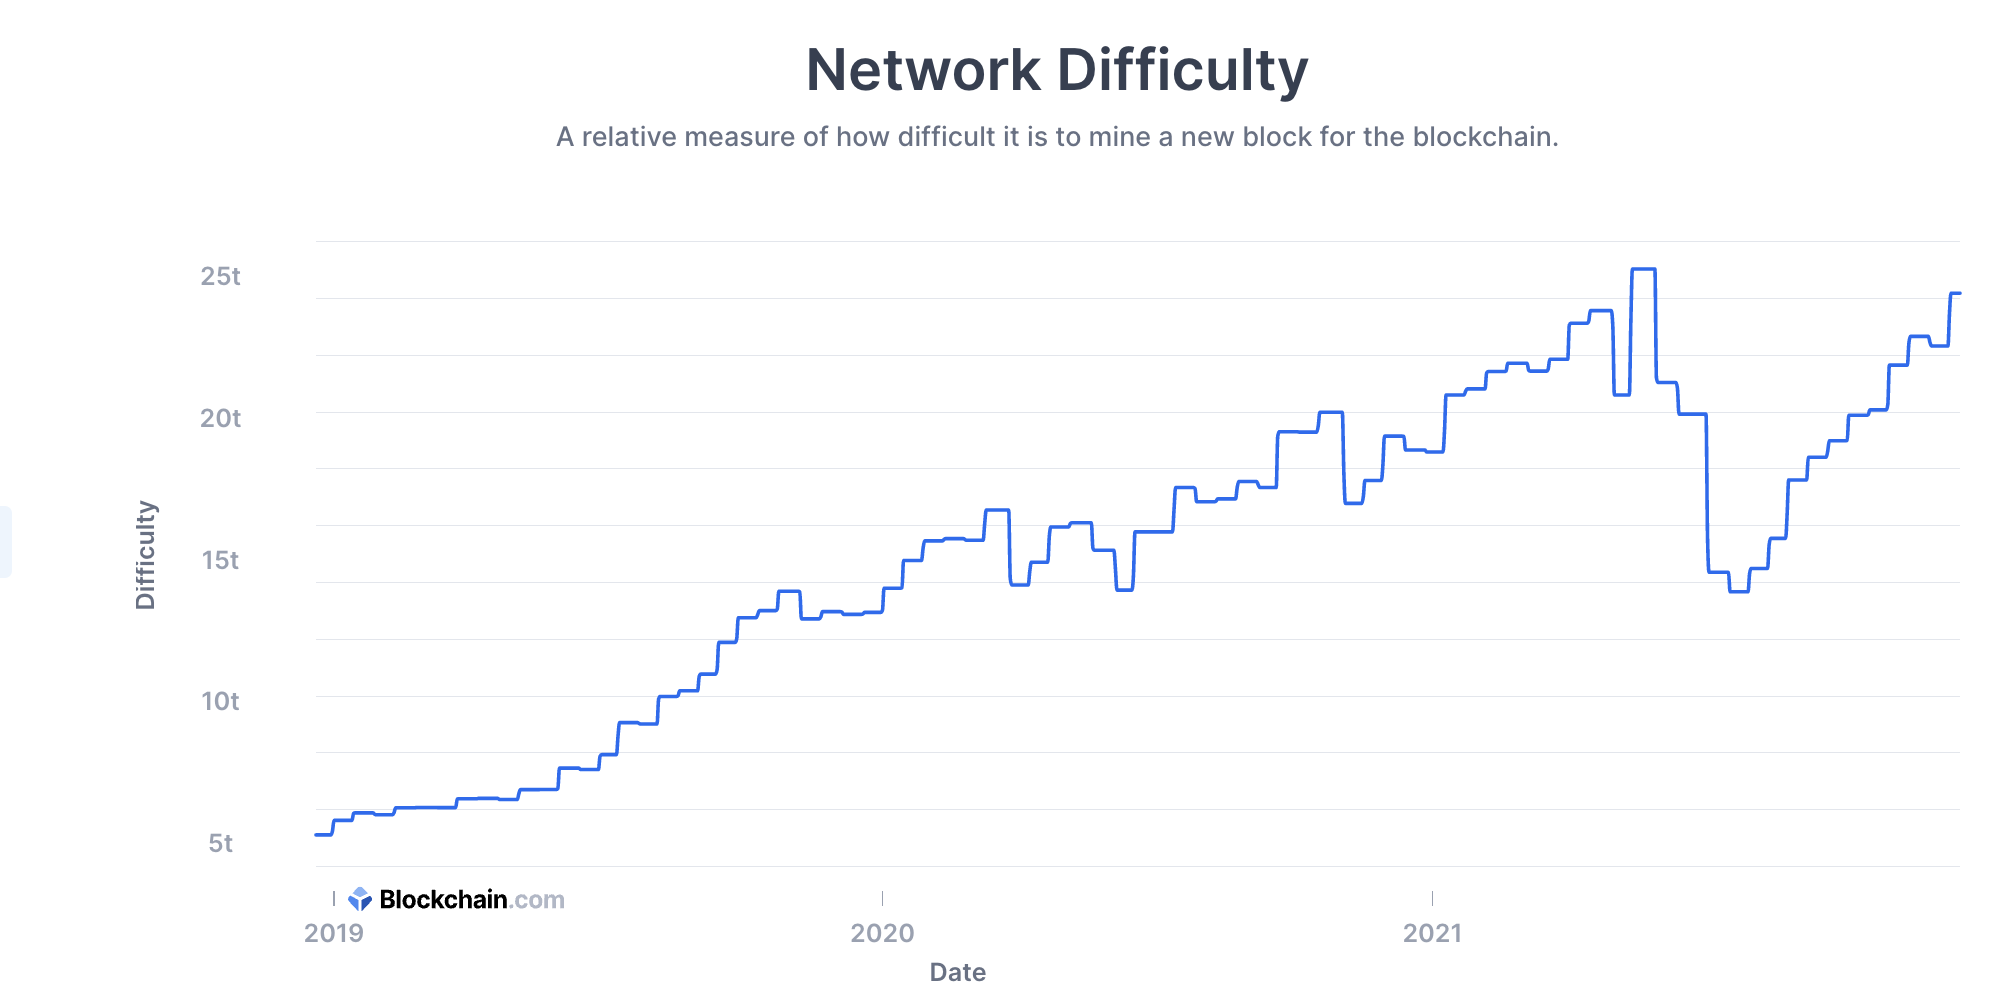 Network Difficulty
A relative measure of how difficult it is to mine a new block for the blockchain.
25t
20t
15t
10t
5t
Difficulty
Blockchain.com
2019
2020
2021
Date